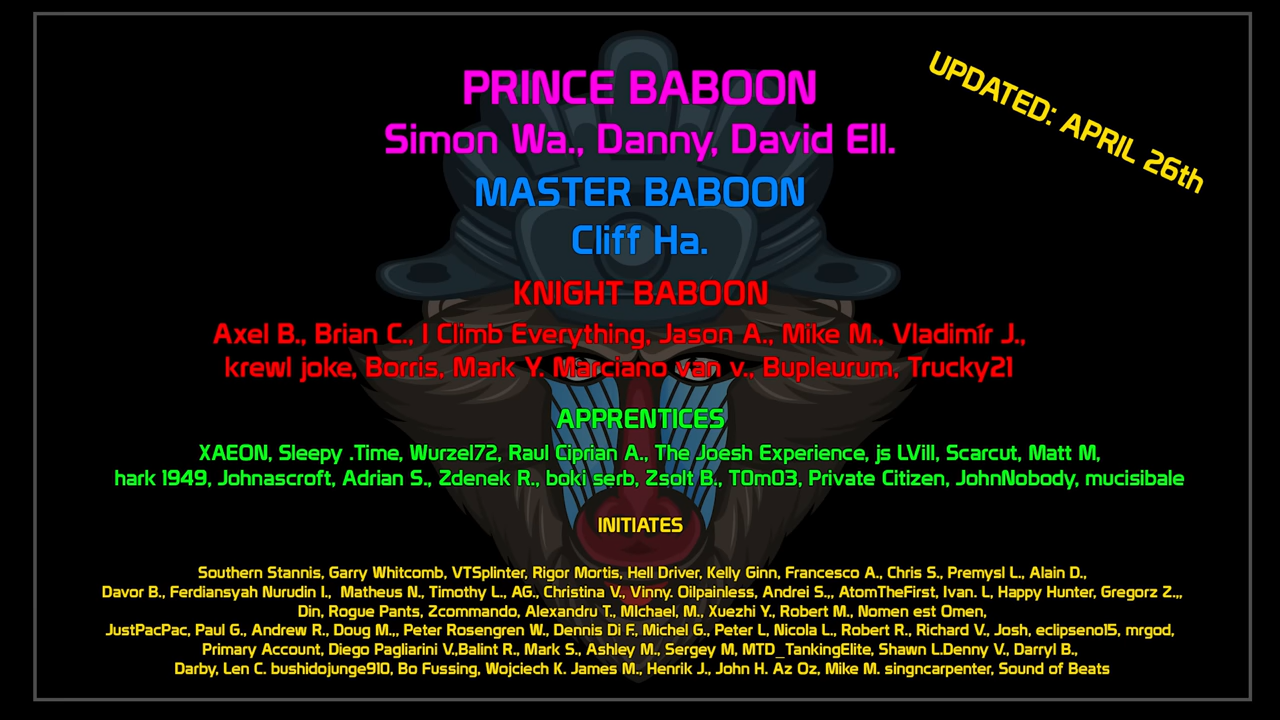 PRINCE BABOON
UPDATED: APRIL 26th
Simon Wa., Danny, David Ell.
MASTER BABOON
Cliff Ha.
KNIGHT BABOON
Axel B., Brian C., I Climb Everything, Jason A., Mike M., Vladimír J.,
krewl joke, Borris, Mark Y. Marciano van v., Bupleurum, Trucky21
APPRENTICES
XAEON, Sleepy .Time, Wurzel72, Raul Ciprian A., The Joesh Experience, js LVill, Scarcut, Matt M,
hark 1949, Johnascroft, Adrian S., Zdenek R., boki serb, Zsolt B., T0m03, Private Citizen, JohnNobody, mucisibale
INITIATES
Southern Stannis, Garry Whitcomb, VTSplinter, Rigor Mortis, Hell Driver, Kelly Ginn, Francesco A., Chris S., Premysl L., Alain D.,
Davor B., Ferdiansyah Nurudin I., Matheus N., Timothy L., AG., Christina V., Vinny. Oilpainless, Andrei S.,, AtomTheFirst, Ivan. L, Happy Hunter, Gregorz Z.,,
Din, Rogue Pants, Zcommando, Alexandru T., MIchael, M., Xuezhi Y., Robert M., Nomen est Omen,
JustPacPac, Paul G., Andrew R., Doug M.,, Peter Rosengren W., Dennis Di F., Michel G., Peter L, Nicola L., Robert R., Richard V., Josh, eclipseno15, mrgod,
Primary Account, Diego Pagliarini V.,Balint R., Mark S., Ashley M., Sergey M, MTD_TankingElite, Shawn L.Denny V., Darryl B.,
Darby, Len C. bushidojunge910, Bo Fussing, Wojciech K. James M., Henrik J., John H. Az Oz, Mike M. singncarpenter, Sound of Beats